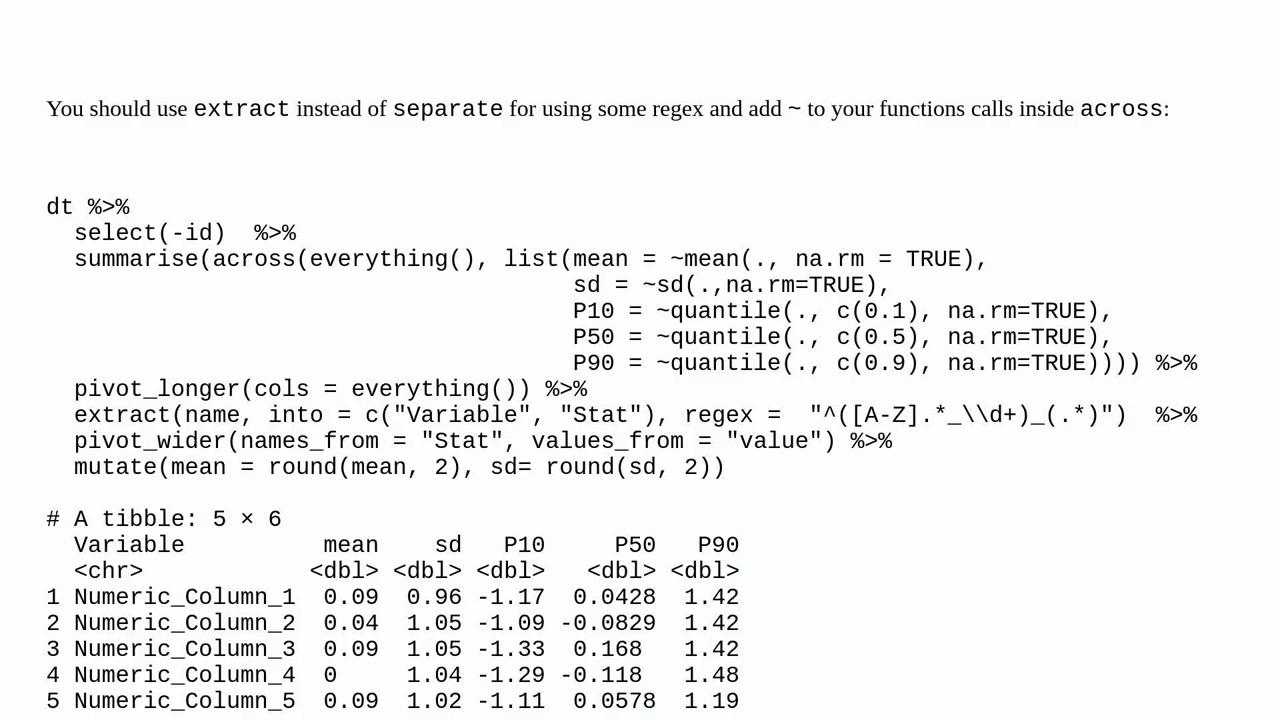 You should use extract instead of separate for using some regex and add ~ to your functions calls inside across:
dt %>%
  select(-id)  %>%
  summarise(across(everything(), list(mean = ~mean(., na.rm = TRUE),
                                      sd = ~sd(.,na.rm=TRUE),
                                      P10 = ~quantile(., c(0.1), na.rm=TRUE),
                                      P50 = ~quantile(., c(0.5), na.rm=TRUE),
                                      P90 = ~quantile(., c(0.9), na.rm=TRUE)))) %>%
  pivot_longer(cols = everything()) %>%
  extract(name, into = c("Variable", "Stat"), regex =  "^([A-Z].*_\\d+)_(.*)")  %>%
  pivot_wider(names_from = "Stat", values_from = "value") %>%
  mutate(mean = round(mean, 2), sd= round(sd, 2))
# A tibble: 5 × 6
  Variable          mean    sd   P10     P50   P90
  <chr>            <dbl> <dbl> <dbl>   <dbl> <dbl>
1 Numeric_Column_1  0.09  0.96 -1.17  0.0428  1.42
2 Numeric_Column_2  0.04  1.05 -1.09 -0.0829  1.42
3 Numeric_Column_3  0.09  1.05 -1.33  0.168   1.42
4 Numeric_Column_4  0     1.04 -1.29 -0.118   1.48
5 Numeric_Column_5  0.09  1.02 -1.11  0.0578  1.19